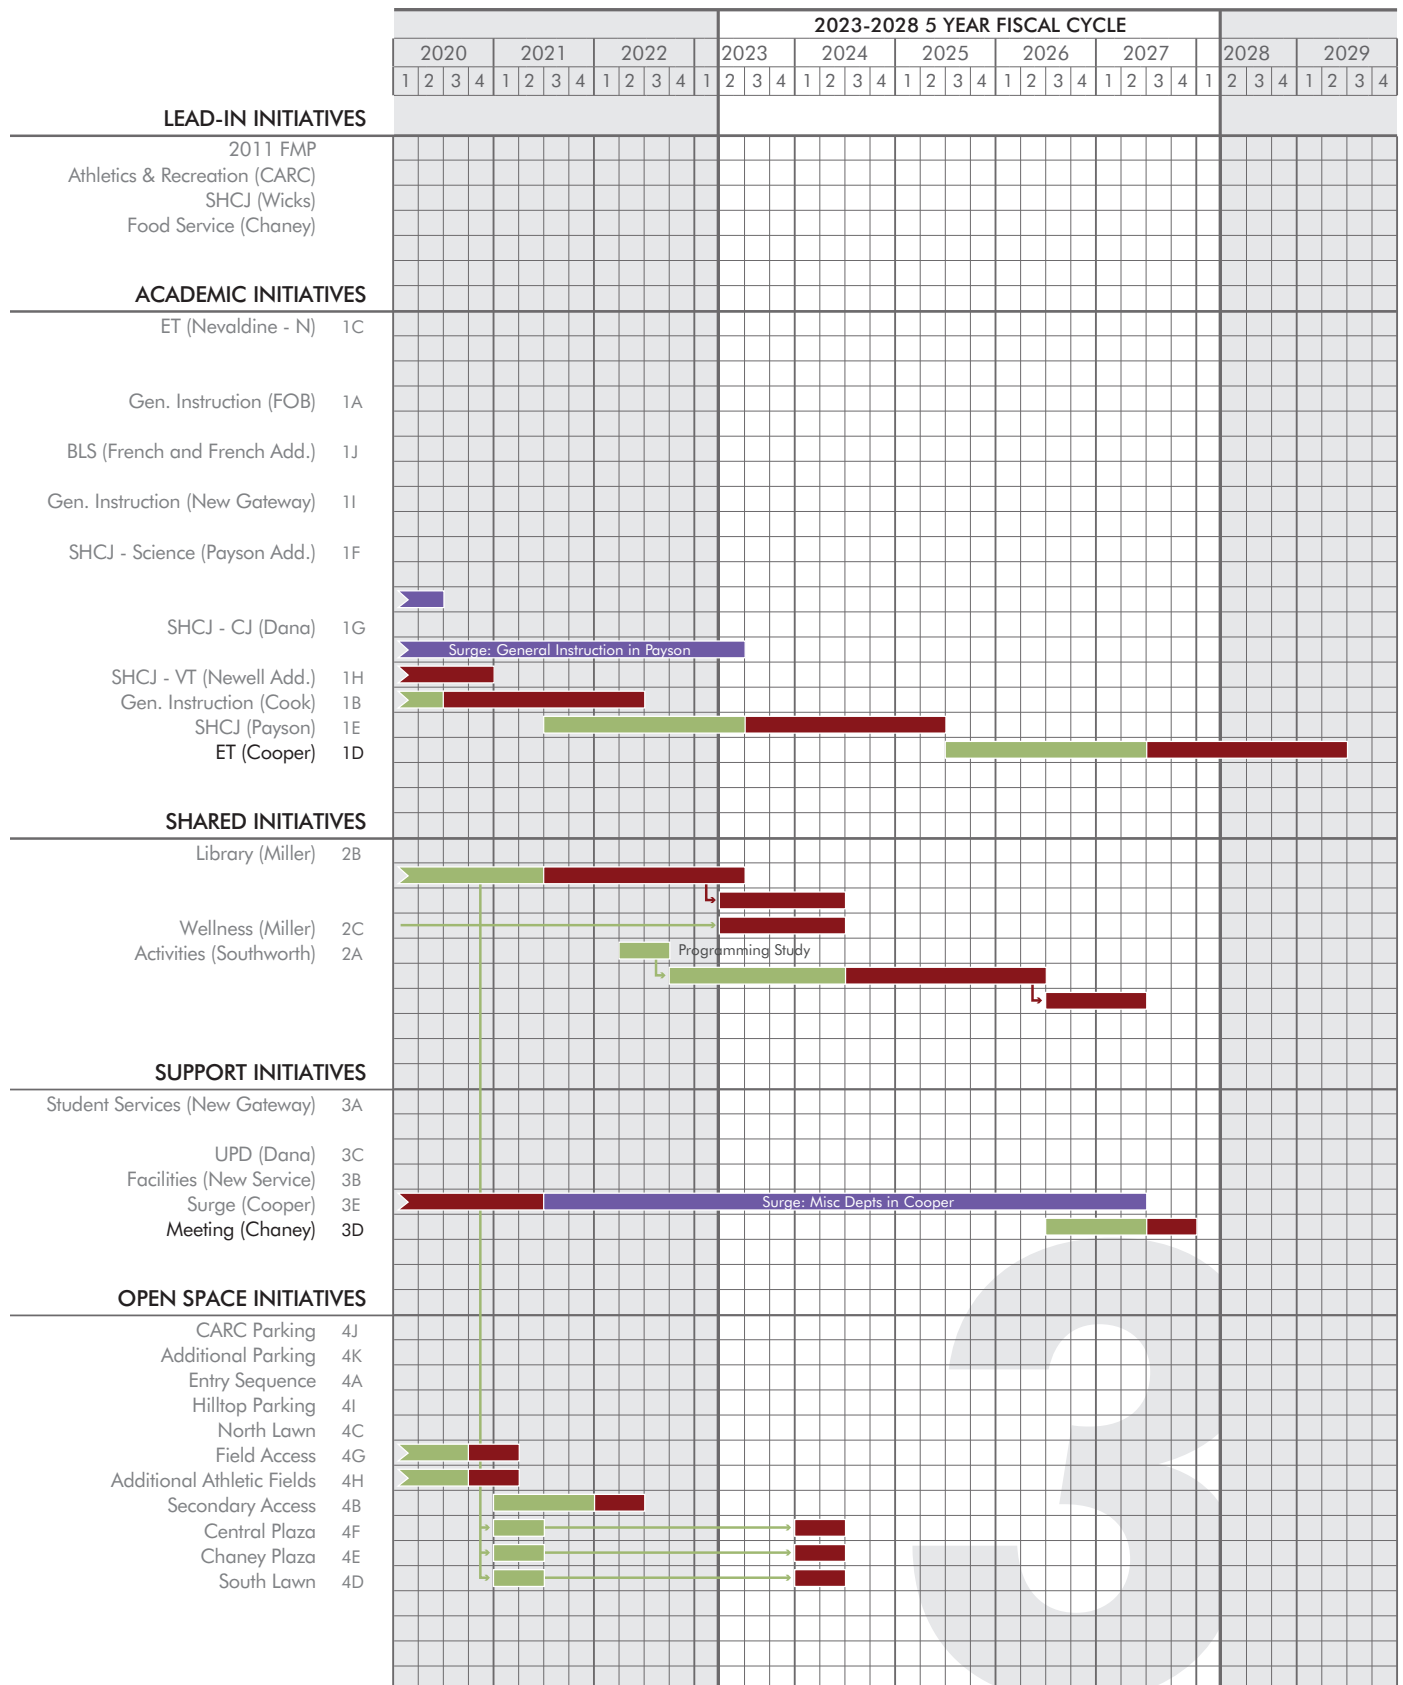 2023-2028 5 YEAR FISCAL CYCLE
2020 2021 2022 2023 2024 2025 2026 2027 2028 2029
1 2 3 4 1 2 3 4 1 2 3 4 1 2 3 4 1 2 3 4 1 2 3 4 1 2 3 4 1 2 3 4 1 2 3 4 1 2 3 4
LEAD-IN INITIATIVES
2011 FMP
Athletics & Recreation (CARC)
SHCJ (Wicks)
Food Service (Chaney)
ACADEMIC INITIATIVES
ET (Nevaldine - N) 1C
Gen. Instruction (FOB) 1A
BLS (French and French Add.) 1J
Gen. Instruction (New Gateway) 1I
SHCJ - Science (Payson Add.) 1F
SHCJ - CJ (Dana) 1G
Surge: General Instruction in Payson
SHCJ - VT (Newell Add.) 1H
Gen. Instruction (Cook) 1B
SHCJ (Payson) 1E
ET (Cooper) 1D
SHARED INITIATIVES
Library (Miller) 2B
Wellness (Miller) 2C
Activities (Southworth) 2A Programming Study
SUPPORT INITIATIVES
Student Services (New Gateway) 3A
UPD (Dana) 3C
Facilities (New Service) 3B
Surge (Cooper) 3E Surge: Misc Depts in Cooper
Meeting (Chaney) 3D
OPEN SPACE INITIATIVES
CARC Parking 4J
Additional Parking 4K
Entry Sequence 4A
Hilltop Parking 4I
North Lawn 4C
Field Access 4G
Additional Athletic Fields 4H
Secondary Access 4B
Central Plaza 4F
Chaney Plaza 4E
South Lawn 4D
3